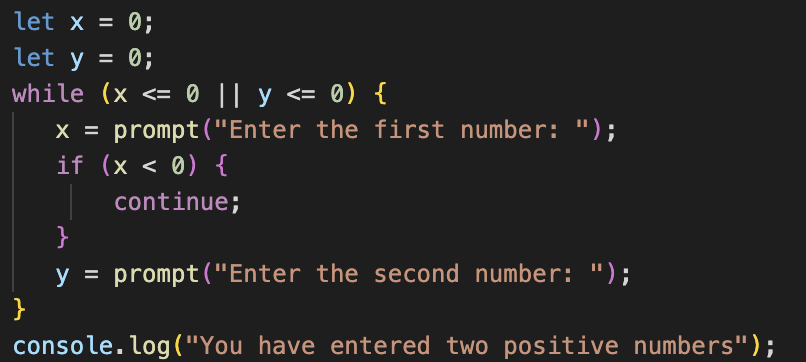 let x = 0;
let y = 0;
while (x <= 0 || y <= 0) {
   x = prompt("Enter the first number: ");
   if (x < 0) {
       continue;
   }
   y = prompt("Enter the second number: ");
}
console.log("You have entered two positive numbers");